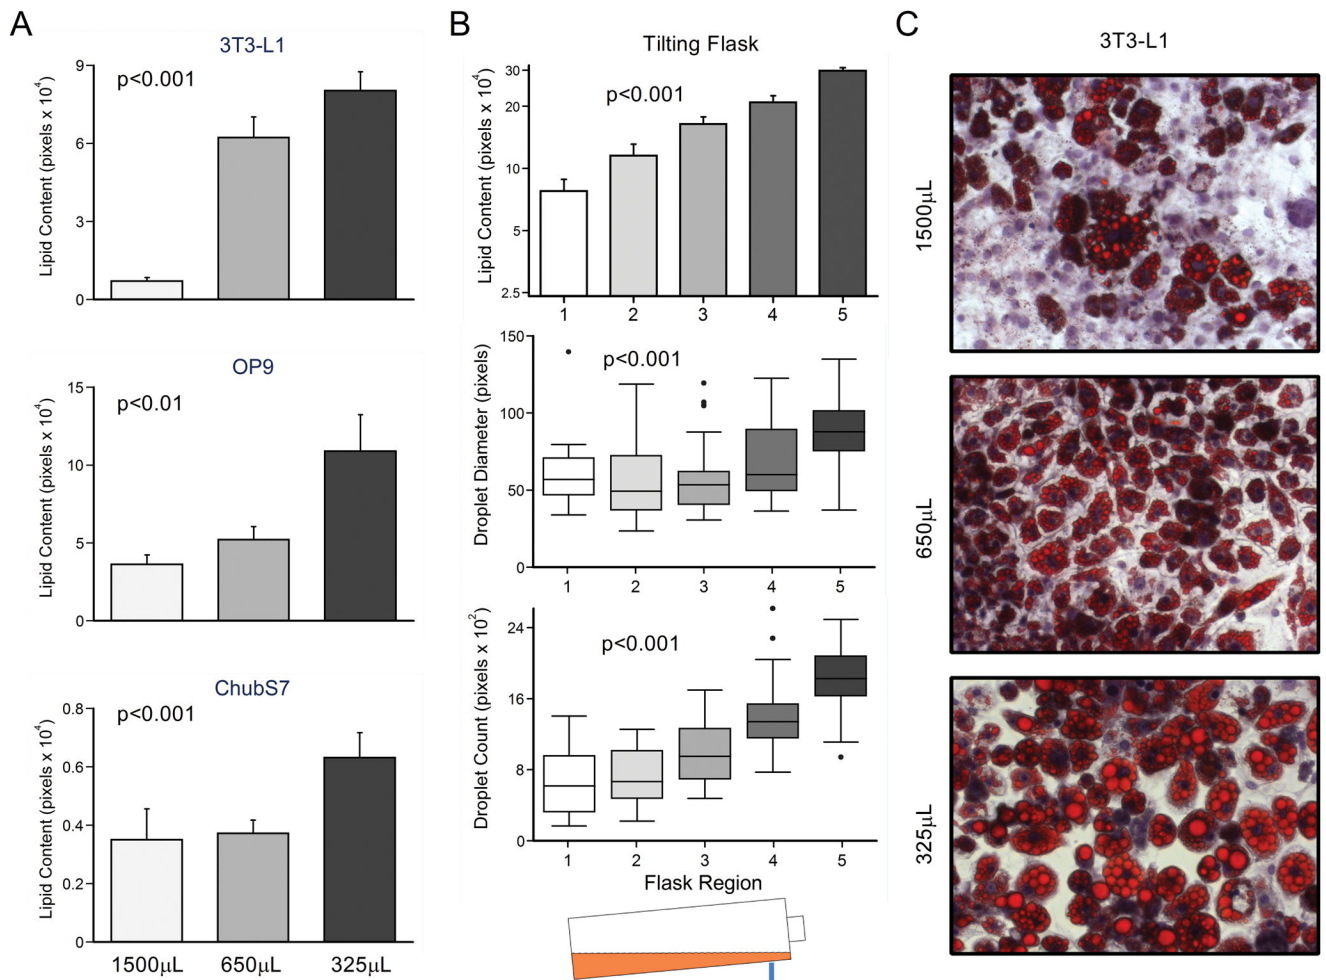 A
3T3-L1
p<0.001
Lipid Content (pixels x 10⁴)
9
6
3
0
OP9
p<0.01
Lipid Content (pixels x 10⁴)
15
10
5
0
ChubS7
p<0.001
Lipid Content (pixels x 10⁴)
0.8
0.6
0.4
0.2
0
1500μL 650μL 325μL
B
Tilting Flask
p<0.001
Lipid Content (pixels x 10⁴)
30
20
10
5
2.5
1 2 3 4 5
p<0.001
Droplet Diameter (pixels)
150
100
50
0
1 2 3 4 5
p<0.001
Droplet Count (pixels x 10²)
24
16
8
0
1 2 3 4 5
Flask Region
C
3T3-L1
1500μL
650μL
325μL